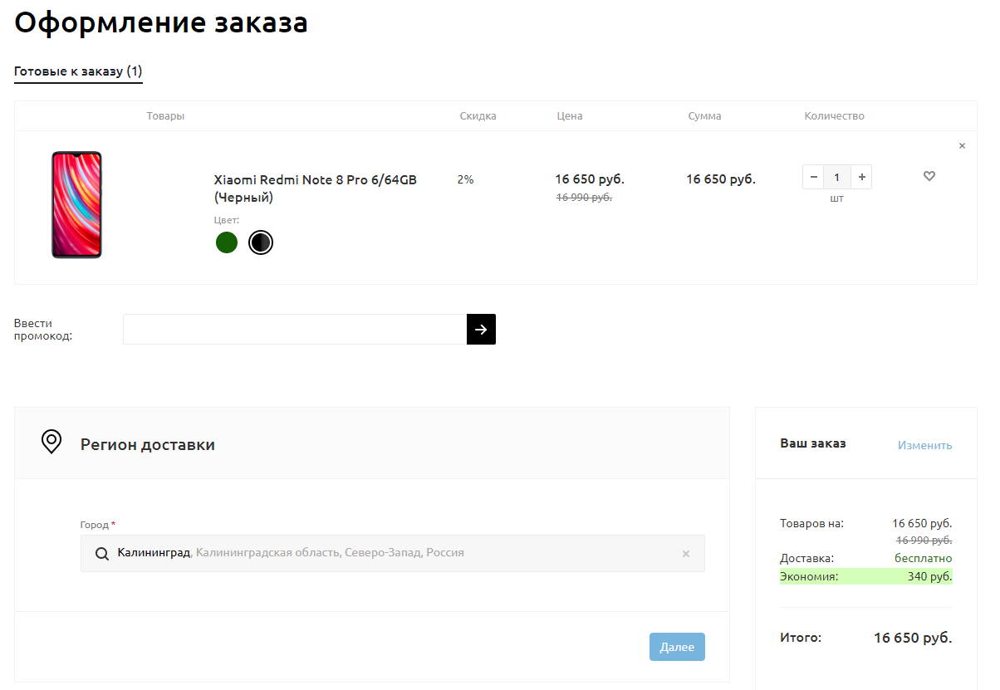 Оформление заказа
Готовые к заказу (1)
Товары Скидка Цена Сумма Количество
Xiaomi Redmi Note 8 Pro 6/64GB
(Черный)
2%
16 650 руб.
16 990 руб.
16 650 руб.
− 1 +
шт
Цвет:
Ввести
промокод:
Регион доставки
Город *
Калининград, Калининградская область, Северо-Запад, Россия
Далее
Ваш заказ Изменить
Товаров на: 16 650 руб.
16 990 руб.
Доставка: бесплатно
Экономия: 340 руб.
Итого: 16 650 руб.